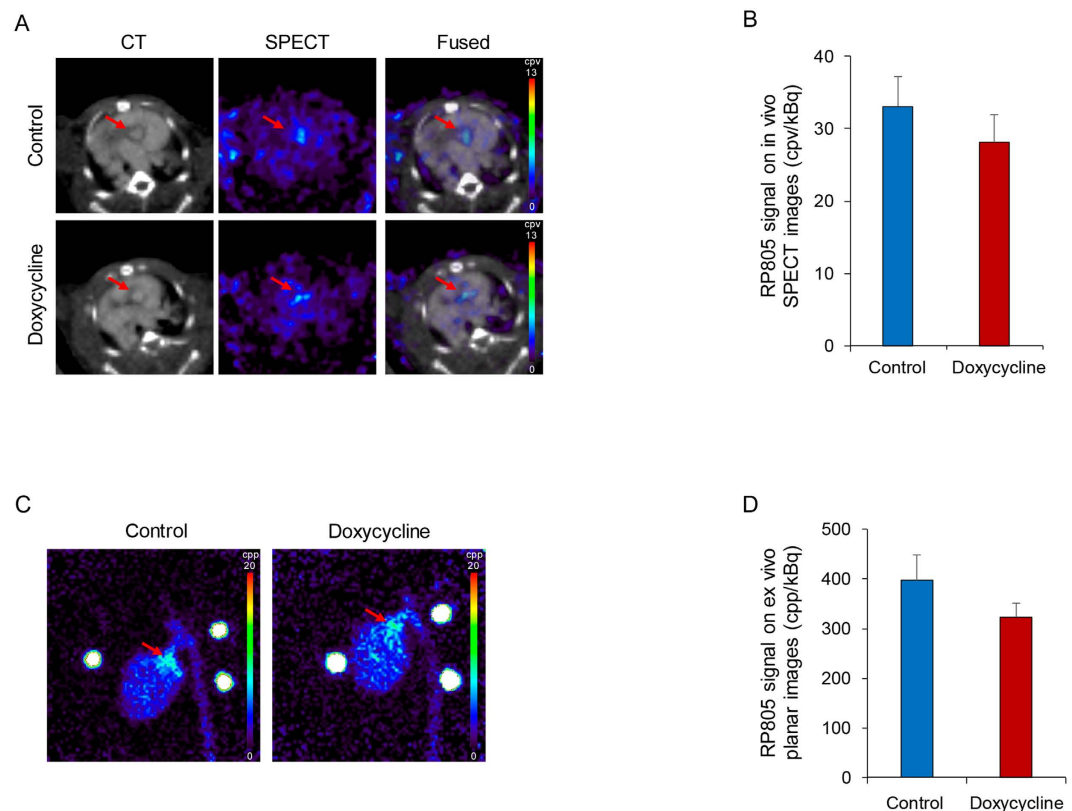 A
CT
SPECT
Fused
Control
Doxycycline
cpv
13
0
cpv
13
0
B
RP805 signal on in vivo
SPECT images (cpv/kBq)
40
30
20
10
0
Control
Doxycycline
C
Control
Doxycycline
cpp
20
0
cpp
20
0
D
RP805 signal on ex vivo
planar images (cpp/kBq)
500
400
300
200
100
0
Control
Doxycycline